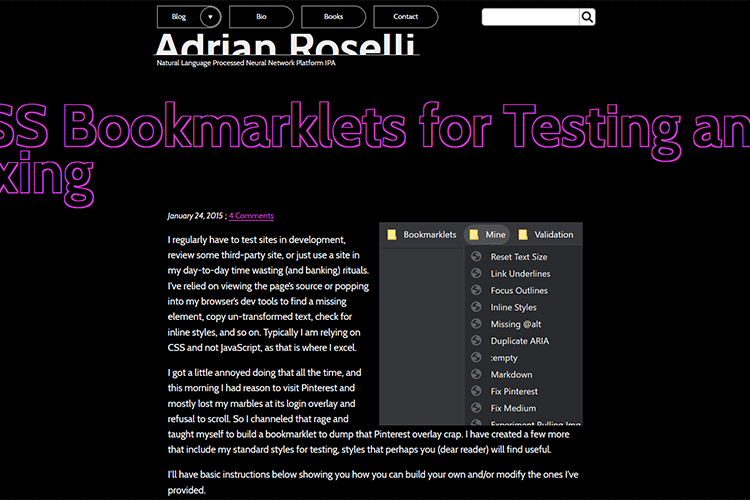 Blog ▼ Bio Books Contact
Adrian Roselli
Natural Language Processed Neural Network Platform IPA
SS Bookmarklets for Testing an
xing
January 24, 2015 ; 4 Comments
I regularly have to test sites in development,
review some third-party site, or just use a site in
my day-to-day time wasting (and banking) rituals.
I've relied on viewing the page's source or popping
into my browser's dev tools to find a missing
element, copy un-transformed text, check for
inline styles, and so on. Typically I am relying on
CSS and not JavaScript, as that is where I excel.
Bookmarklets Mine Validation
Reset Text Size
Link Underlines
Focus Outlines
Inline Styles
Missing @alt
Duplicate ARIA
:empty
Markdown
Fix Pinterest
Fix Medium
Experiment Pulling Img
I got a little annoyed doing that all the time, and
this morning I had reason to visit Pinterest and
mostly lost my marbles at its login overlay and
refusal to scroll. So I channeled that rage and
taught myself to build a bookmarklet to dump that Pinterest overlay crap. I have created a few more
that include my standard styles for testing, styles that perhaps you (dear reader) will find useful.
I'll have basic instructions below showing you how you can build your own and/or modify the ones I've
provided.